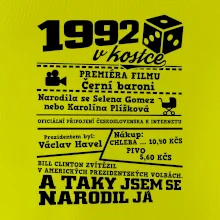 1992
v kostce
PREMIÉRA FILMU
Černí baroni
Narodila se Selena Gomez
nebo Karolína Plíšková
OFICIÁLNÍ PŘIPOJENÍ ČESKOSLOVENSKA K INTERNETU
Prezidentem byl:
Václav Havel
Nákup:
CHLEBA ... 10,40 KČS
PIVO
5,60 KČS
BILL CLINTON ZVÍTĚZIL
V AMERICKÝCH PREZIDENTSKÝCH VOLBÁCH.
A TAKY JSEM SE
NARODIL JÁ